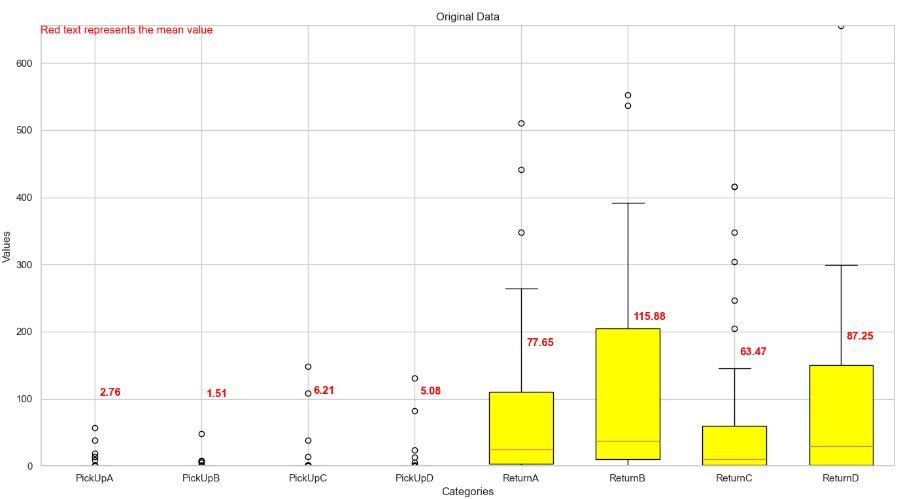 Original Data
Red text represents the mean value
600
500
400
300
200
100
0
Values
2.76
1.51
6.21
5.08
77.65
115.88
63.47
87.25
PickUpA
PickUpB
PickUpC
PickUpD
ReturnA
ReturnB
ReturnC
ReturnD
Categories